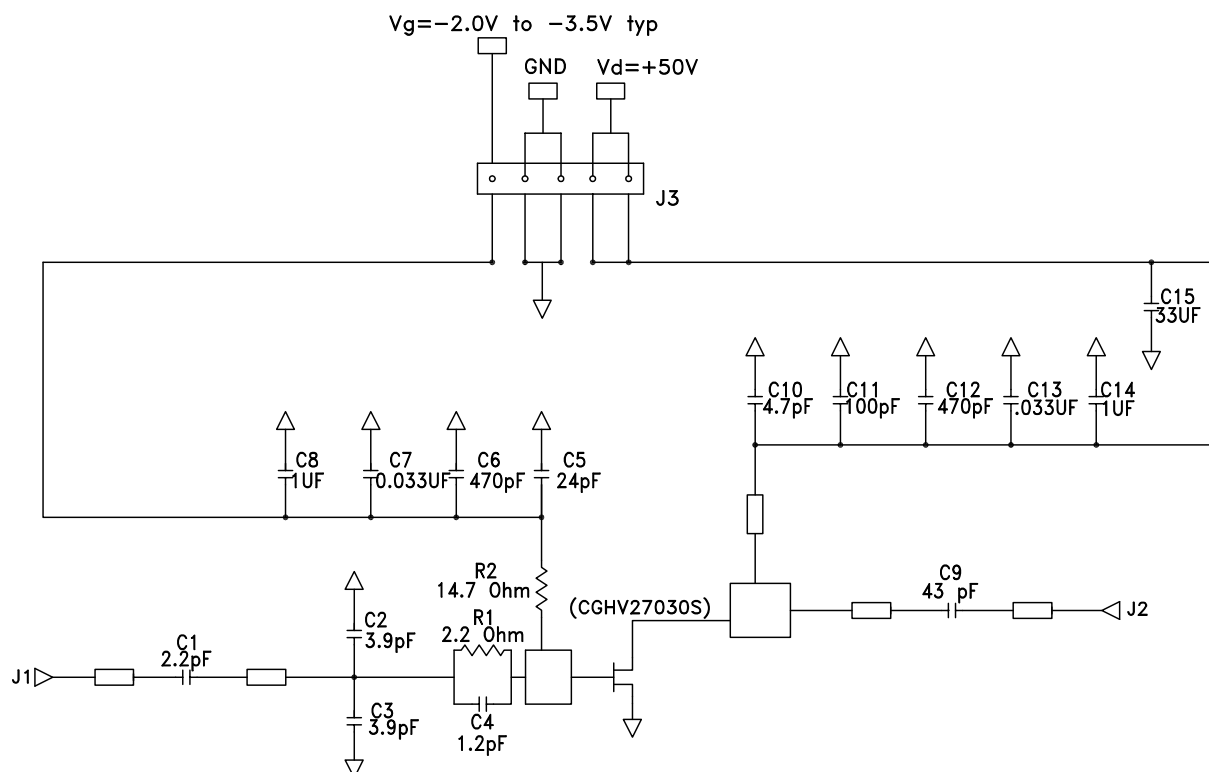 Vg=-2.0V to -3.5V typ
GND
Vd=+50V
J3
C15
33UF
C10
4.7pF
C11
100pF
C12
470pF
C13
.033UF
C14
1UF
C8
1UF
C7
0.033UF
C6
470pF
C5
24pF
R2
14.7 Ohm
R1
2.2 Ohm
(CGHV27030S)
C9
43 pF
J2
C2
3.9pF
C1
2.2pF
J1
C3
3.9pF
C4
1.2pF